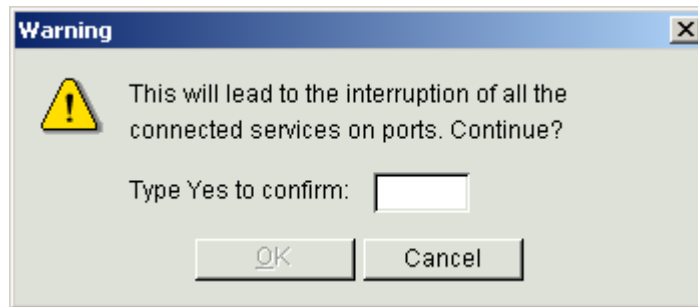 Warning
This will lead to the interruption of all the
connected services on ports. Continue?
Type Yes to confirm:
OK Cancel